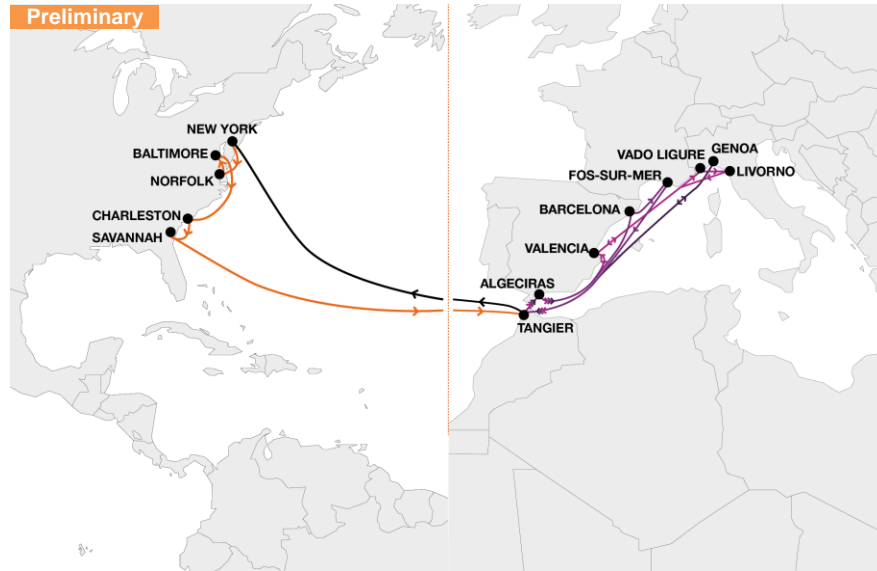 Preliminary
NEW YORK
BALTIMORE
NORFOLK
CHARLESTON
SAVANNAH
VADO LIGURE
GENOA
FOS-SUR-MER
LIVORNO
BARCELONA
VALENCIA
ALGECIRAS
TANGIER